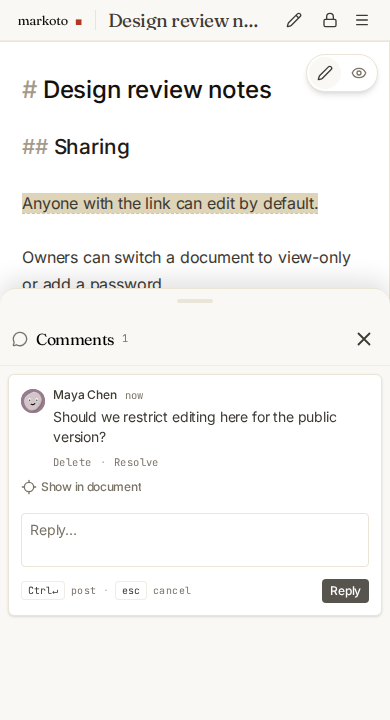 markoto
Design review n...
# Design review notes
## Sharing
Anyone with the link can edit by default.
Owners can switch a document to view-only
or add a password
Comments 1
Maya Chen now
Should we restrict editing here for the public
version?
Delete · Resolve
Show in document
Reply...
Ctrl↵ post · esc cancel
Reply